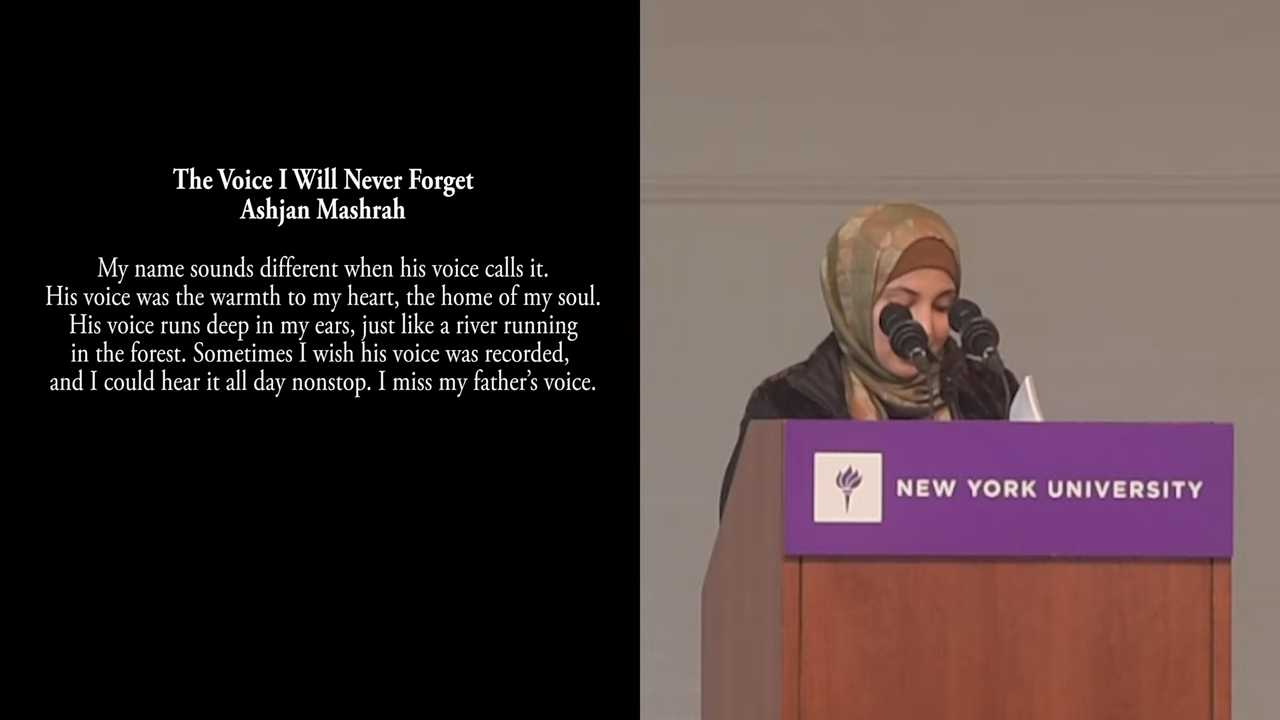 The Voice I Will Never Forget
Ashjan Mashrah
My name sounds different when his voice calls it.
His voice was the warmth to my heart, the home of my soul.
His voice runs deep in my ears, just like a river running
in the forest. Sometimes I wish his voice was recorded,
and I could hear it all day nonstop. I miss my father’s voice.
NEW YORK UNIVERSITY